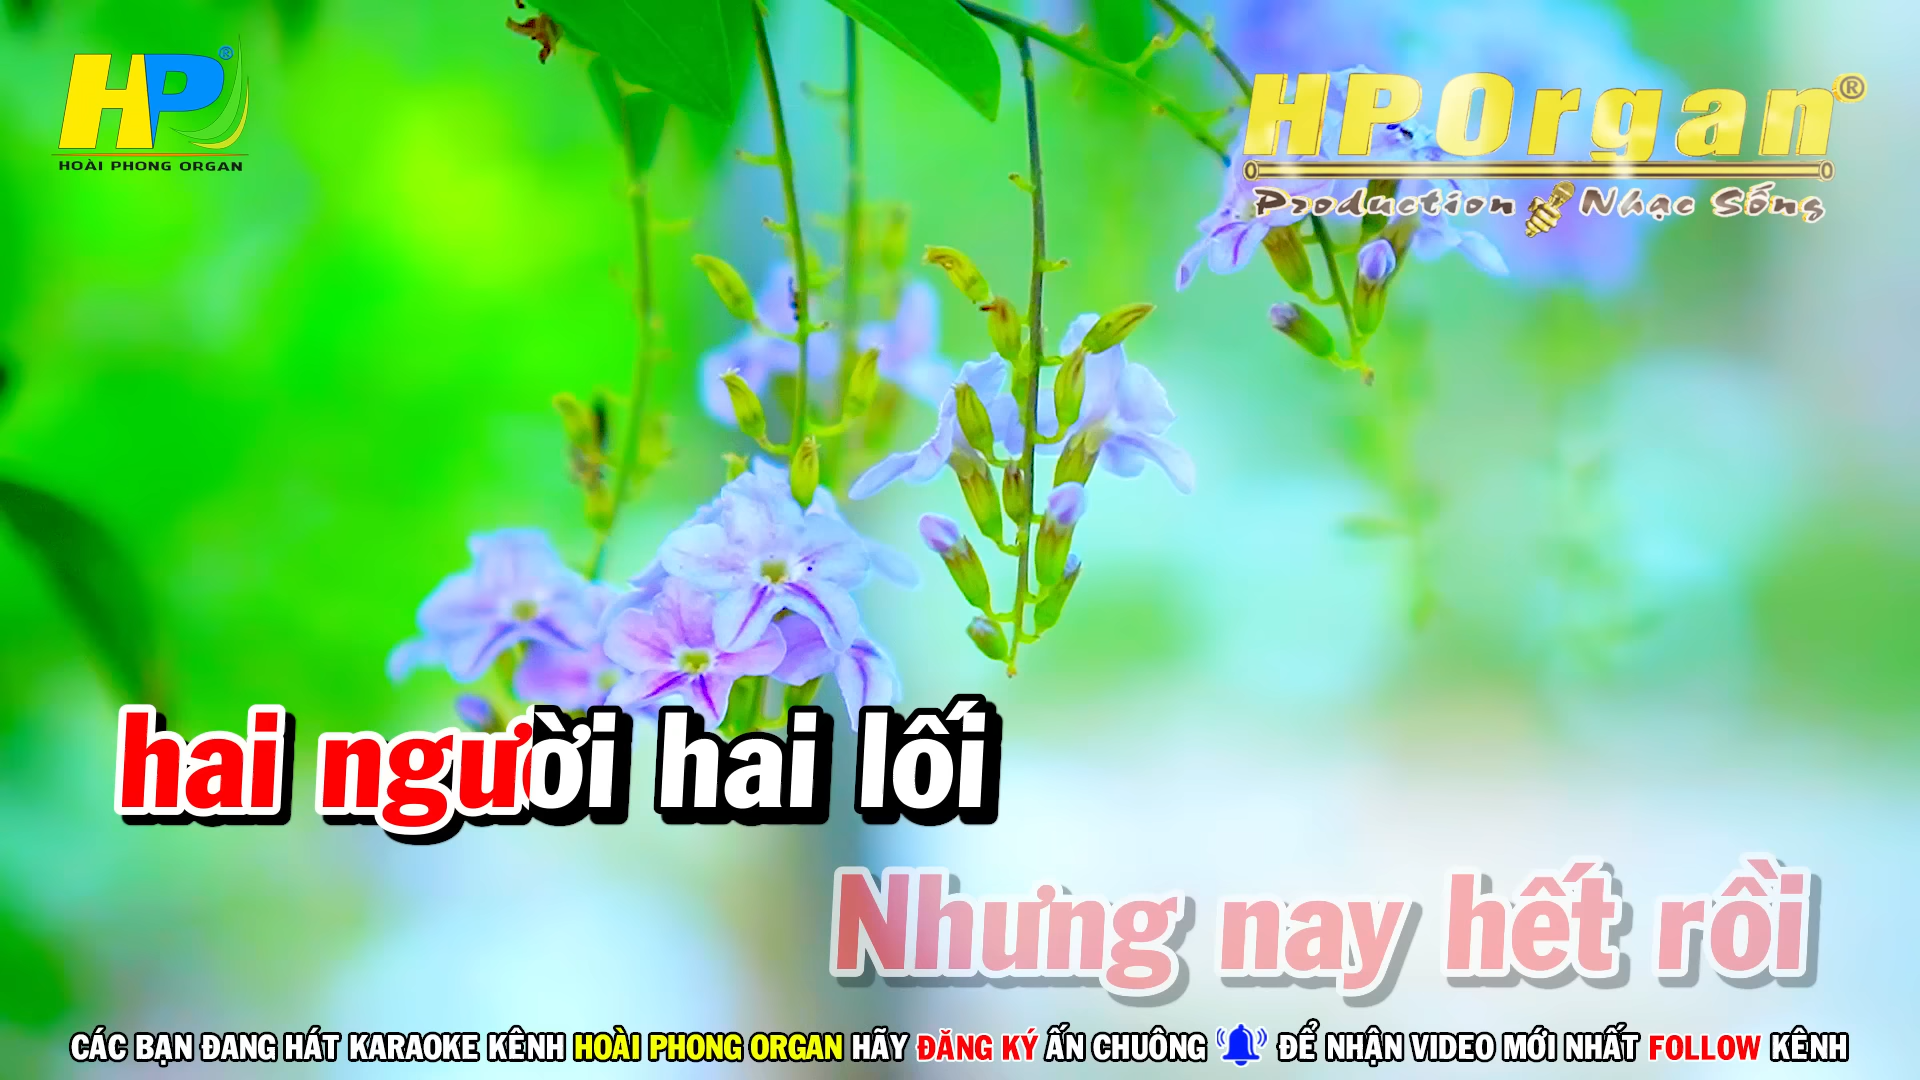 HP®
HOÀI PHONG ORGAN
HPOrgan®
Production Nhạc Sống
hai người hai lối
Nhưng nay hết rồi
CÁC BẠN ĐANG HÁT KARAOKE KÊNH HOÀI PHONG ORGAN HÃY ĐĂNG KÝ ẤN CHUÔNG ĐỂ NHẬN VIDEO MỚI NHẤT FOLLOW KÊNH